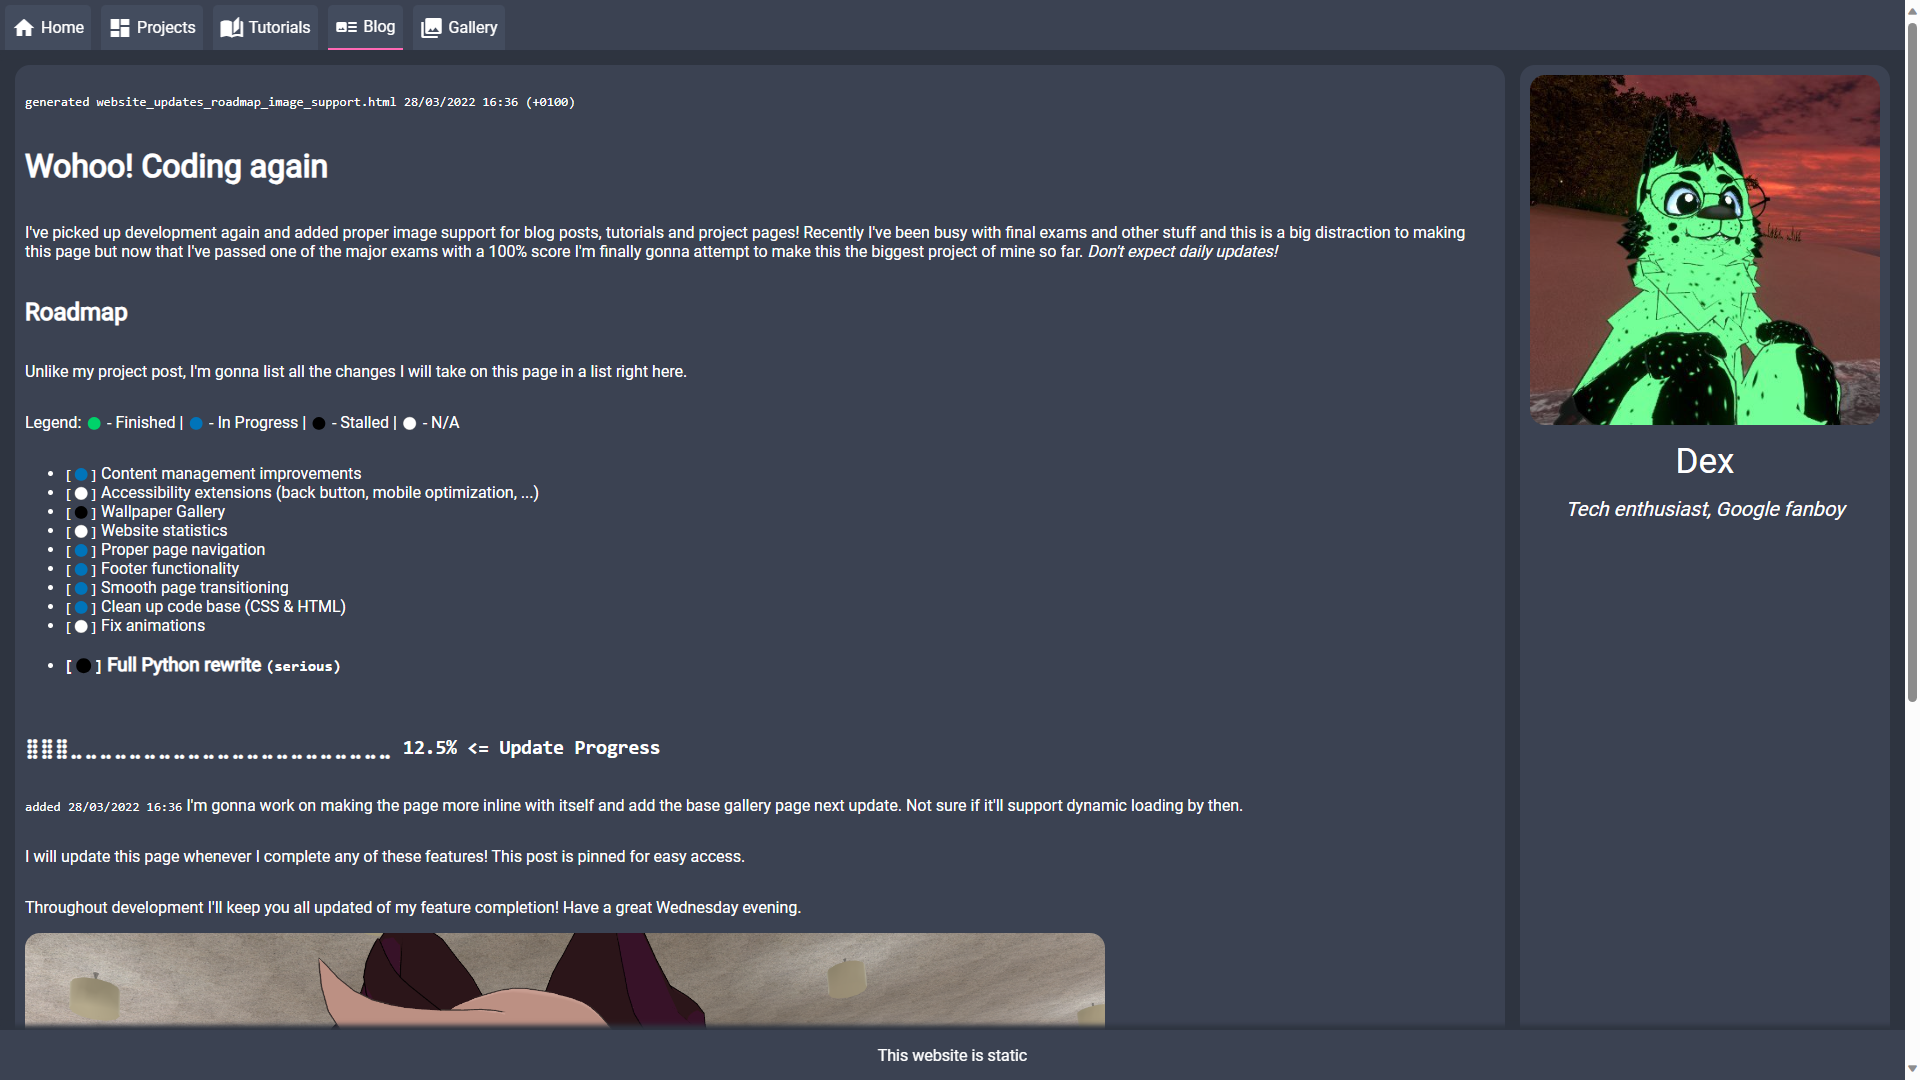 Home Projects Tutorials Blog Gallery
generated website_updates_roadmap_image_support.html 28/03/2022 16:36 (+0100)
Wohoo! Coding again
I've picked up development again and added proper image support for blog posts, tutorials and project pages! Recently I've been busy with final exams and other stuff and this is a big distraction to making
this page but now that I've passed one of the major exams with a 100% score I'm finally gonna attempt to make this the biggest project of mine so far. Don't expect daily updates!
Roadmap
Unlike my project post, I'm gonna list all the changes I will take on this page in a list right here.
Legend: 🟢 - Finished | 🔵 - In Progress | ⚫ - Stalled | ⚪ - N/A
• [🔵] Content management improvements
• [⚪] Accessibility extensions (back button, mobile optimization, ...)
• [⚫] Wallpaper Gallery
• [⚪] Website statistics
• [🔵] Proper page navigation
• [🔵] Footer functionality
• [🔵] Smooth page transitioning
• [🔵] Clean up code base (CSS & HTML)
• [⚪] Fix animations
• [⚫] Full Python rewrite (serious)
⣿⣿⣿⣀⣀⣀⣀⣀⣀⣀⣀⣀⣀⣀⣀⣀⣀⣀⣀⣀⣀⣀⣀⣀⣀ 12.5% <= Update Progress
added 28/03/2022 16:36 I'm gonna work on making the page more inline with itself and add the base gallery page next update. Not sure if it'll support dynamic loading by then.
I will update this page whenever I complete any of these features! This post is pinned for easy access.
Throughout development I'll keep you all updated of my feature completion! Have a great Wednesday evening.
Dex
Tech enthusiast, Google fanboy
This website is static